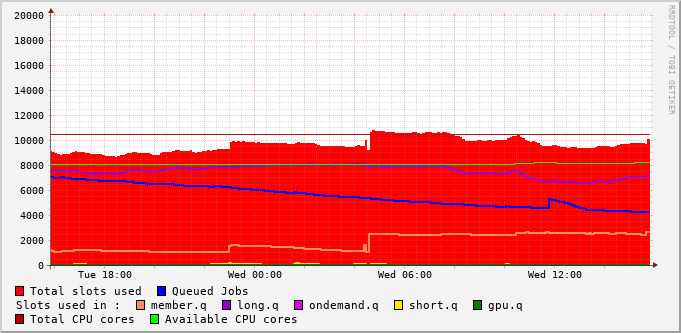 20000
18000
16000
14000
12000
10000
8000
6000
4000
2000
0
Tue 18:00 Wed 00:00 Wed 06:00 Wed 12:00
Total slots used Queued Jobs
Slots used in : member.q long.q ondemand.q short.q gpu.q
Total CPU cores Available CPU cores
RRDTOOL / TOBI OETIKER